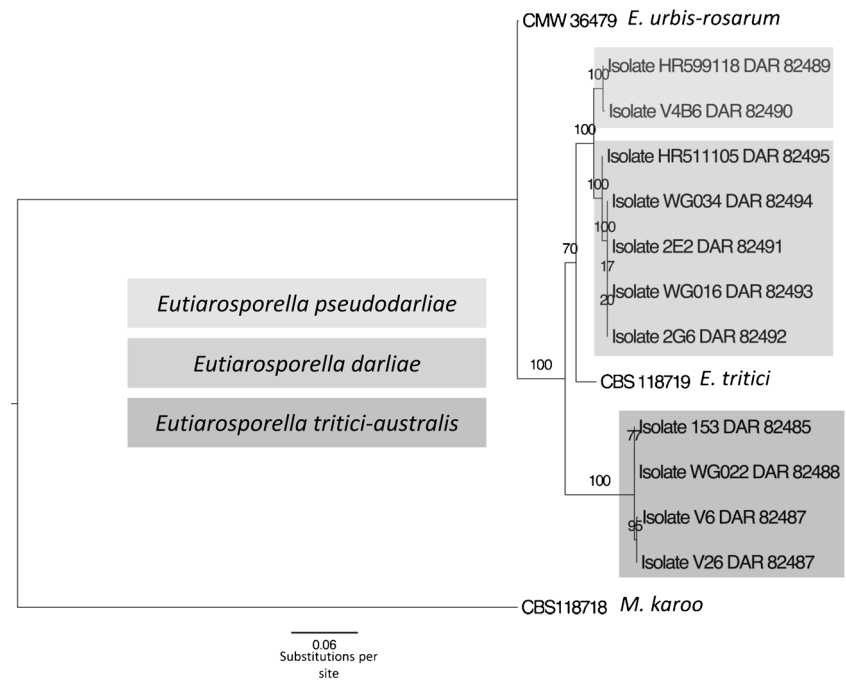 CMW 36479 E. urbis-rosarum
100
Isolate HR599118 DAR 82489
Isolate V4B6 DAR 82490
100
Isolate HR511105 DAR 82495
100
Isolate WG034 DAR 82494
100
Isolate 2E2 DAR 82491
70
17
Isolate WG016 DAR 82493
20
Isolate 2G6 DAR 82492
Eutiarosporella pseudodarliae
Eutiarosporella darliae
Eutiarosporella tritici-australis
100
CBS 118719 E. tritici
Isolate 153 DAR 82485
77
Isolate WG022 DAR 82488
100
Isolate V6 DAR 82487
95
Isolate V26 DAR 82487
CBS118718 M. karoo
0.06
Substitutions per
site